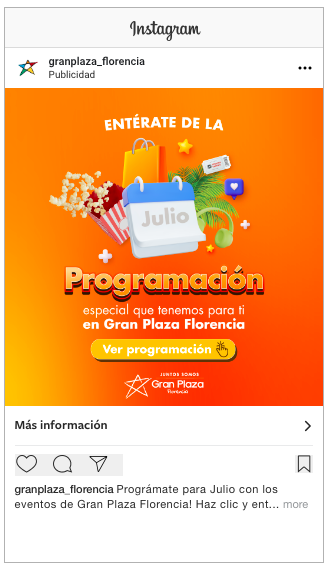 Instagram
granplaza_florencia
Publicidad
ENTÉRATE DE LA
Julio
Programación
especial que tenemos para ti
en Gran Plaza Florencia
Ver programación
JUNTOS SOMOS
Gran Plaza
Florencia
Más información
granplaza_florencia Prográmate para Julio con los
eventos de Gran Plaza Florencia! Haz clic y ent... more